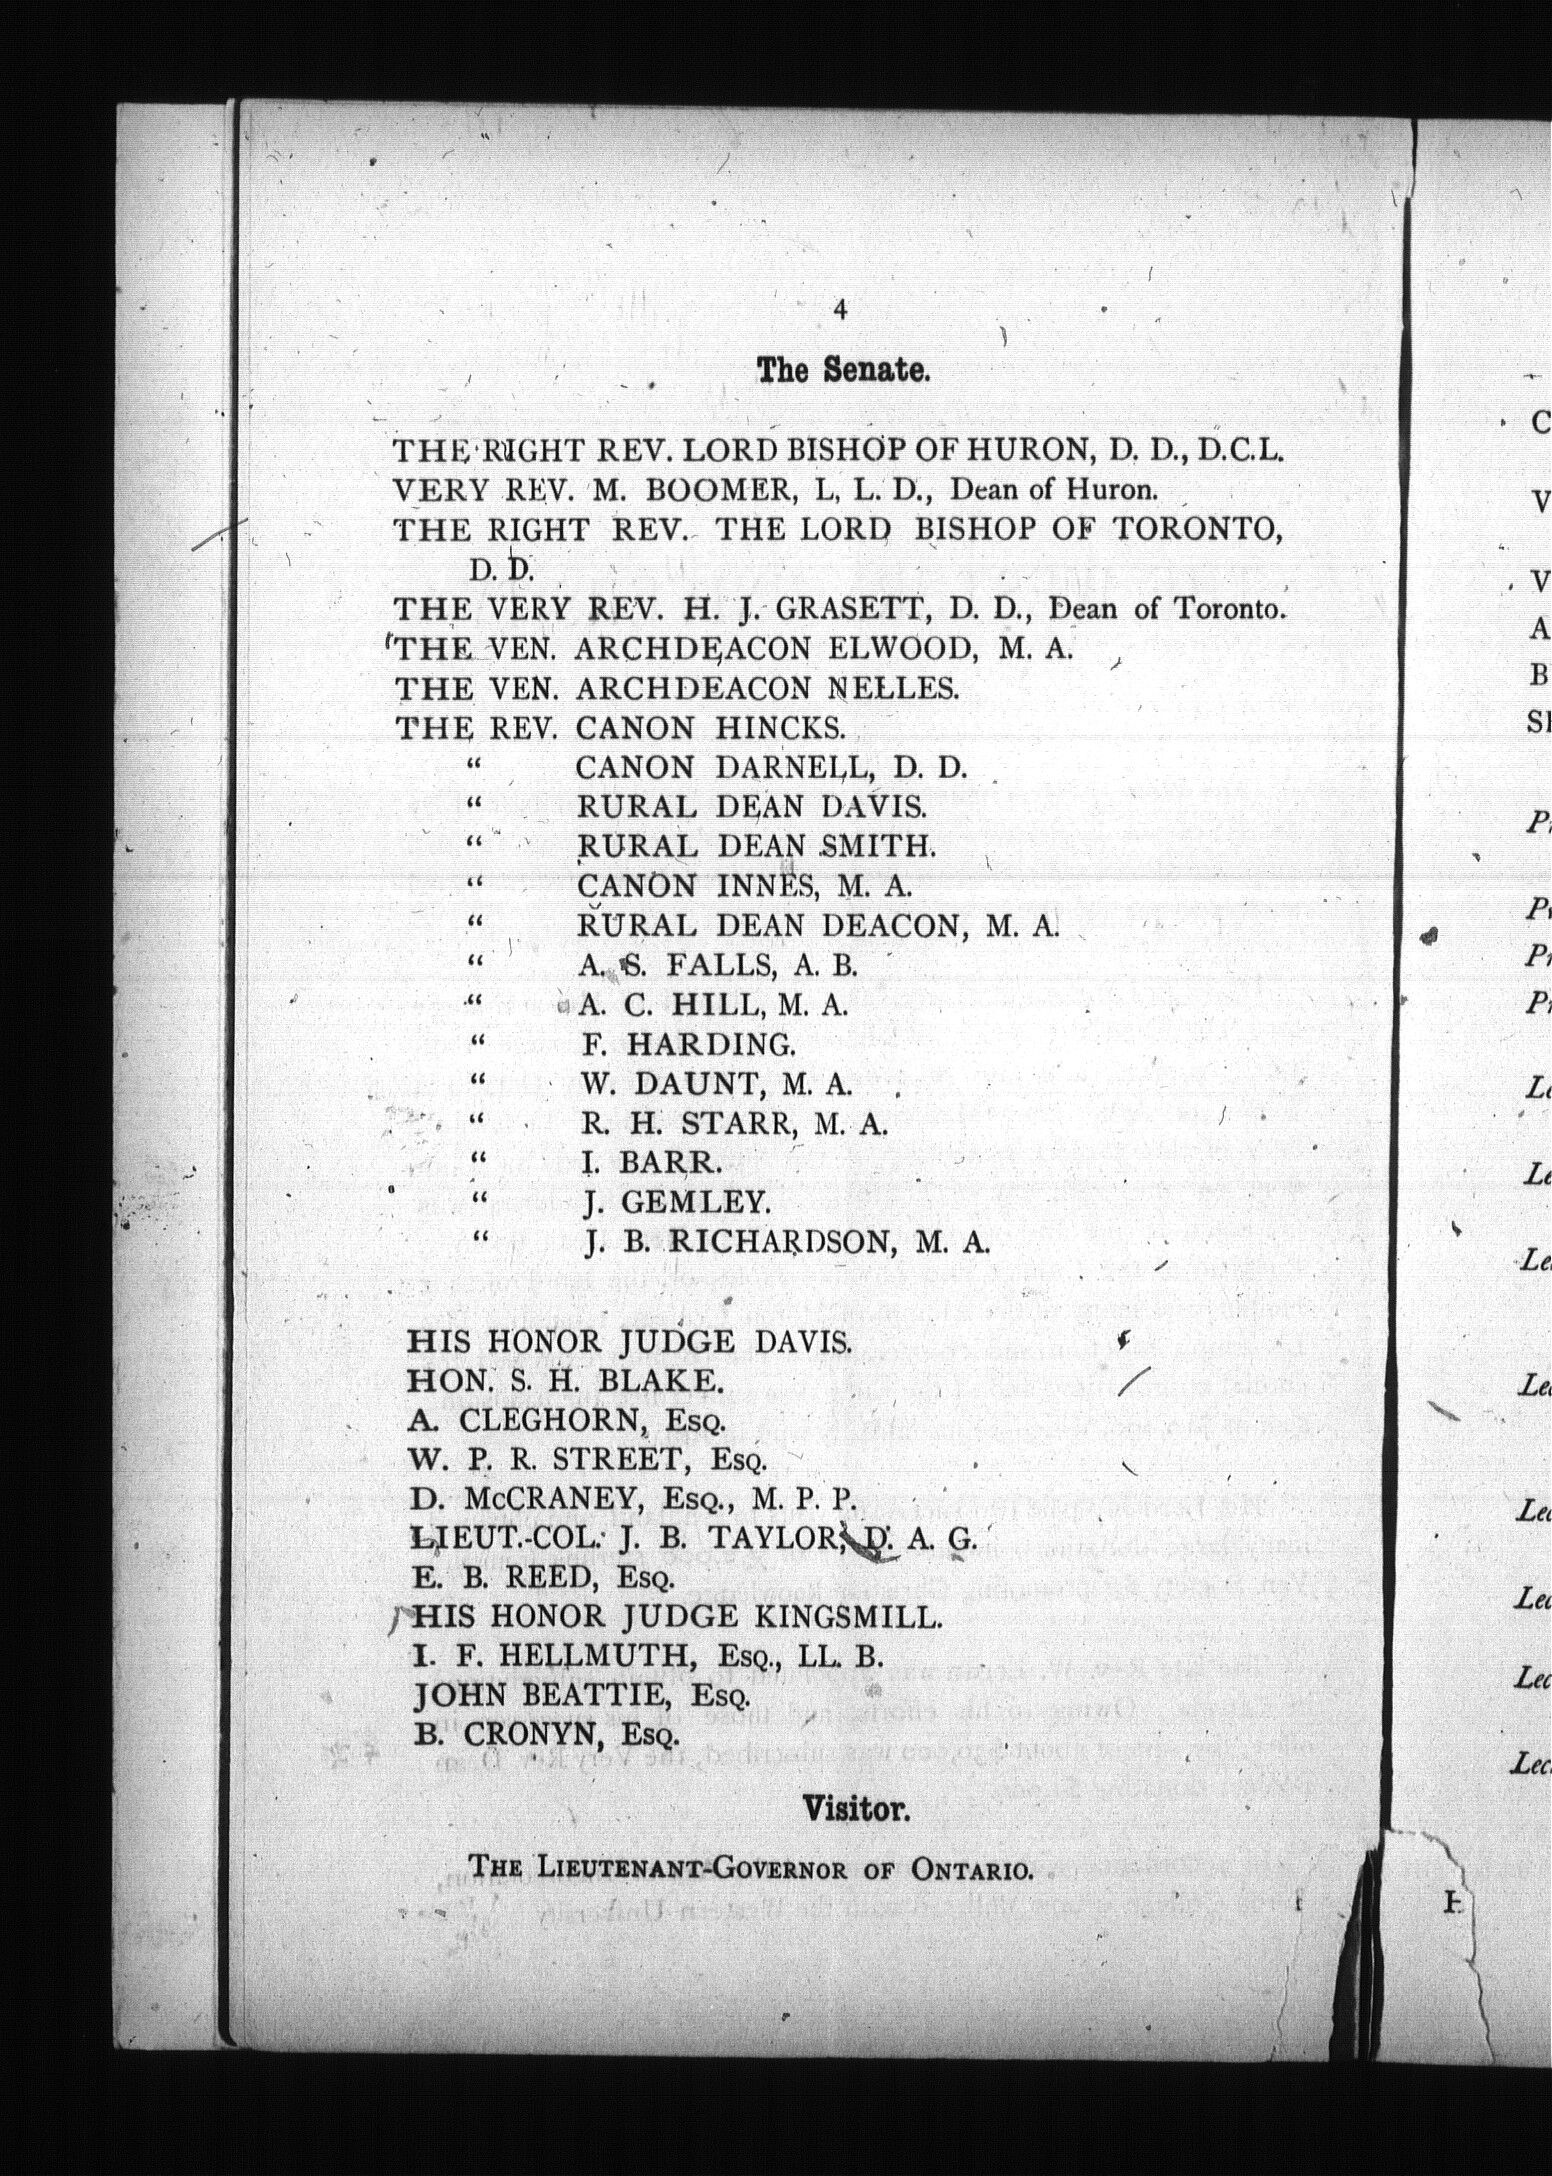 4
The Senate.
THE RIGHT REV. LORD BISHOP OF HURON, D. D., D.C.L.
VERY REV. M. BOOMER, L, L. D., Dean of Huron.
THE RIGHT REV. THE LORD BISHOP OF TORONTO,
D. D.
THE VERY REV. H. J. GRASETT, D. D., Dean of Toronto.
THE VEN. ARCHDEACON ELWOOD, M. A.
THE VEN. ARCHDEACON NELLES.
THE REV. CANON HINCKS.
“ CANON DARNELL, D. D.
“ RURAL DEAN DAVIS.
“ RURAL DEAN SMITH.
“ CANON INNES, M. A.
“ RURAL DEAN DEACON, M. A.
“ A. S. FALLS, A. B.
“ A. C. HILL, M. A.
“ F. HARDING.
“ W. DAUNT, M. A.
“ R. H. STARR, M. A.
“ I. BARR.
“ J. GEMLEY.
“ J. B. RICHARDSON, M. A.
HIS HONOR JUDGE DAVIS.
HON. S. H. BLAKE.
A. CLEGHORN, Esq.
W. P. R. STREET, Esq.
D. McCRANEY, Esq., M. P. P.
LIEUT.-COL. J. B. TAYLOR, D. A. G.
E. B. REED, Esq.
HIS HONOR JUDGE KINGSMILL.
I. F. HELLMUTH, Esq., LL. B.
JOHN BEATTIE, Esq.
B. CRONYN, Esq.
Visitor.
The Lieutenant-Governor of Ontario.